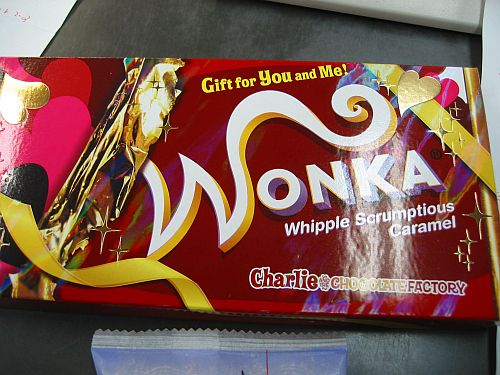 Gift for You and Me!
WONKA
Whipple Scrumptious
Caramel
Charlie AND THE CHOCOLATE FACTORY